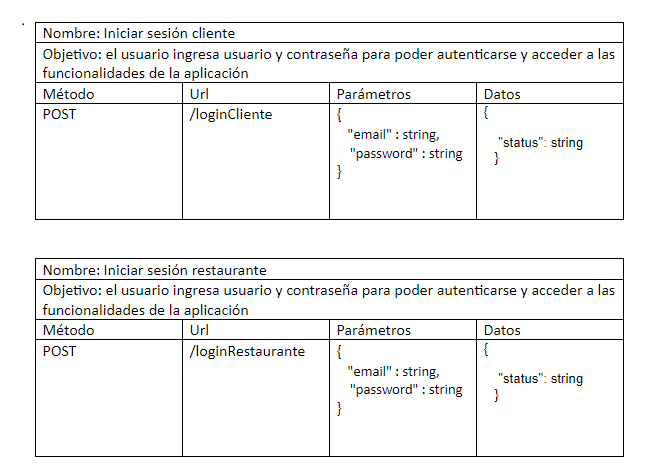 .
Nombre: Iniciar sesión cliente
Objetivo: el usuario ingresa usuario y contraseña para poder autenticarse y acceder a las
funcionalidades de la aplicación
Método Url Parámetros Datos
POST /loginCliente { {
"email" : string,
"status": string
"password" : string
}
}
Nombre: Iniciar sesión restaurante
Objetivo: el usuario ingresa usuario y contraseña para poder autenticarse y acceder a las
funcionalidades de la aplicación
Método Url Parámetros Datos
POST /loginRestaurante { {
"email" : string,
"status": string
"password" : string
}
}